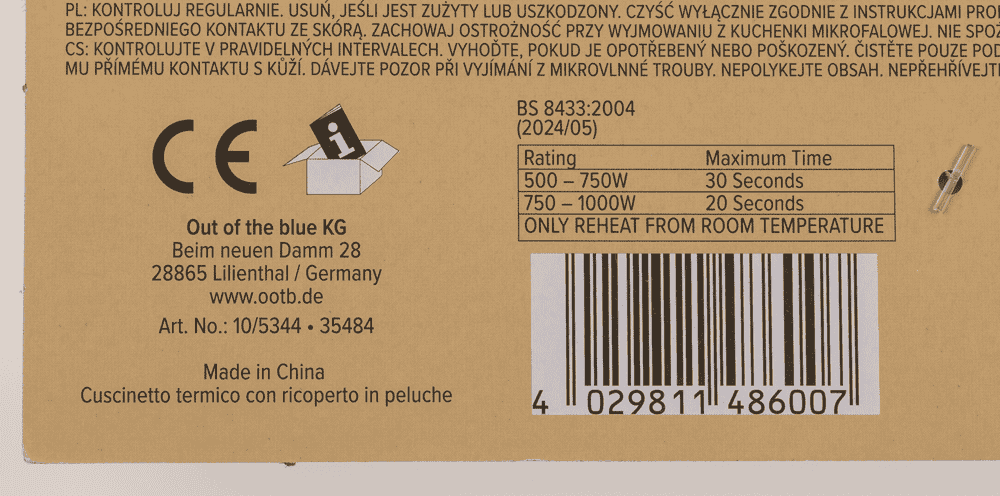 PL: KONTROLUJ REGULARNIE. USUŃ, JEŚLI JEST ZUŻYTY LUB USZKODZONY. CZYŚĆ WYŁĄCZNIE ZGODNIE Z INSTRUKCJAMI
BEZPOŚREDNIEGO KONTAKTU ZE SKÓRĄ. ZACHOWAJ OSTROŻNOŚĆ PRZY WYJMOWANIU Z KUCHENKI MIKROFALOWEJ. NIE
CS: KONTROLUJTE V PRAVIDELNÝCH INTERVALECH. VYHOĎTE, POKUD JE OPOTŘEBENÝ NEBO POŠKOZENÝ. ČISTĚTE POUZE
MU PŘÍMÉMU KONTAKTU S KŮŽÍ. DÁVEJTE POZOR PŘI VYJÍMÁNÍ Z MIKROVLNNÉ TROUBY. NEPOLYKEJTE OBSAH.
BS 8433:2004
(2024/05)
CE
i
Rating Maximum Time
500 – 750W 30 Seconds
750 – 1000W 20 Seconds
ONLY REHEAT FROM ROOM TEMPERATURE
Out of the blue KG
Beim neuen Damm 28
28865 Lilienthal / Germany
www.ootb.de
Art. No.: 10/5344 • 35484
Made in China
Cuscinetto termico con ricoperto in peluche
4 029811 486007